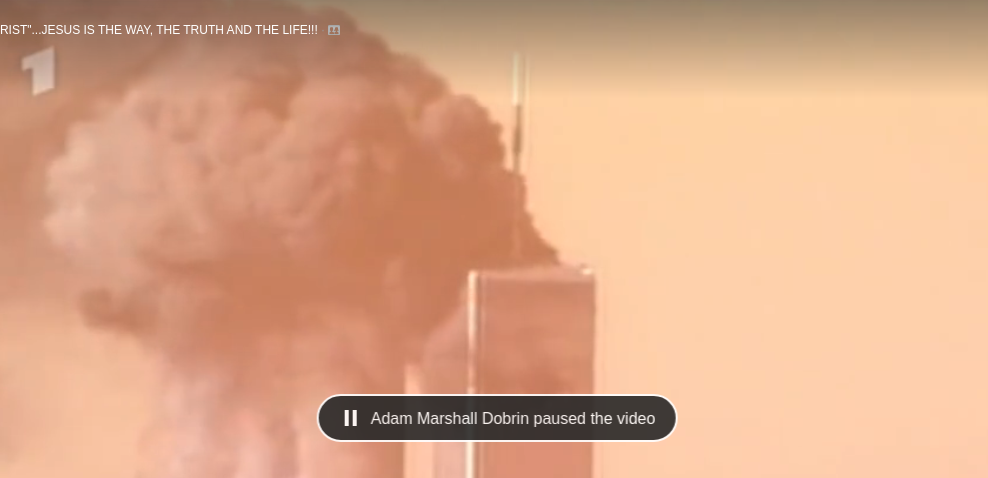 RIST"...JESUS IS THE WAY, THE TRUTH AND THE LIFE!!!
1
Adam Marshall Dobrin paused the video